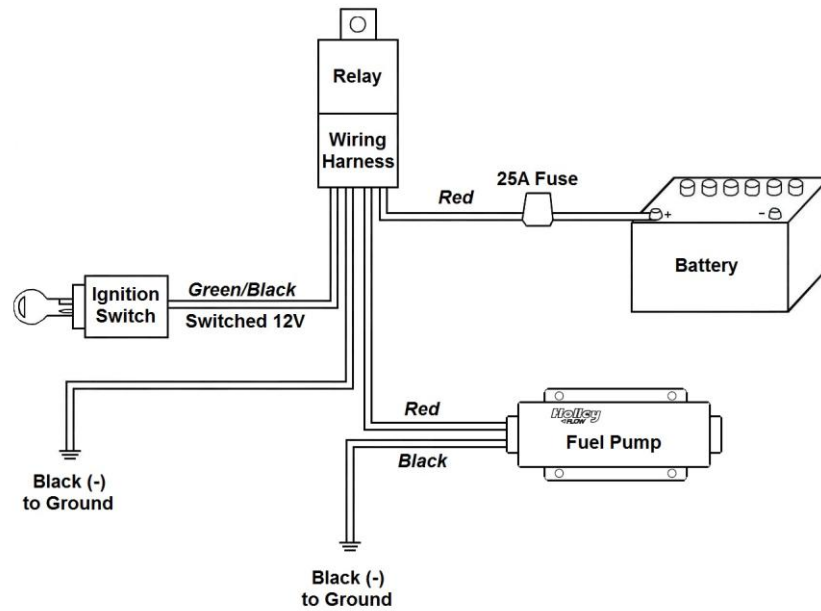 Relay
Wiring
Harness
25A Fuse
Red
+
-
Battery
Ignition
Switch
Green/Black
Switched 12V
Red
Holley
FLOW
Fuel Pump
Black
Black (-)
to Ground
Black (-)
to Ground